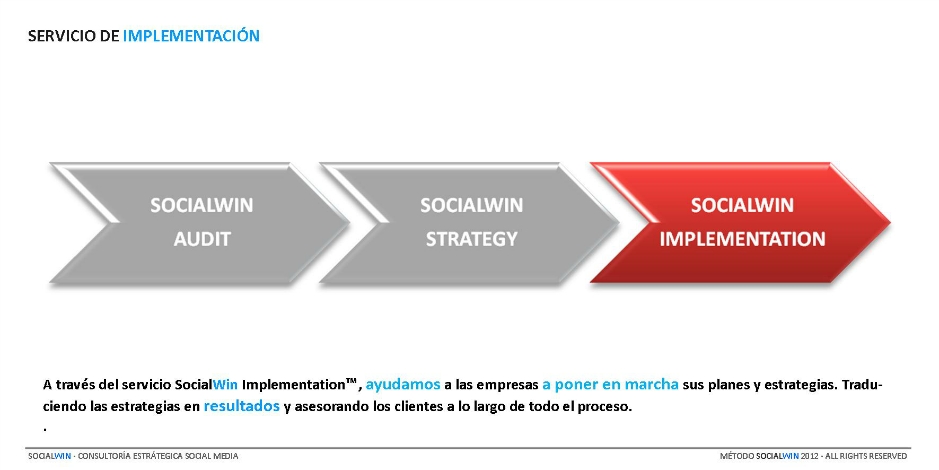 SERVICIO DE IMPLEMENTACIÓN
SOCIALWIN
AUDIT
SOCIALWIN
STRATEGY
SOCIALWIN
IMPLEMENTATION
A través del servicio SocialWin Implementation™, ayudamos a las empresas a poner en marcha sus planes y estrategias. Tradu-
ciendo las estrategias en resultados y asesorando los clientes a lo largo de todo el proceso.
.
SOCIALWIN · CONSULTORÍA ESTRÁTEGICA SOCIAL MEDIA
MÉTODO SOCIALWIN 2012 - ALL RIGHTS RESERVED